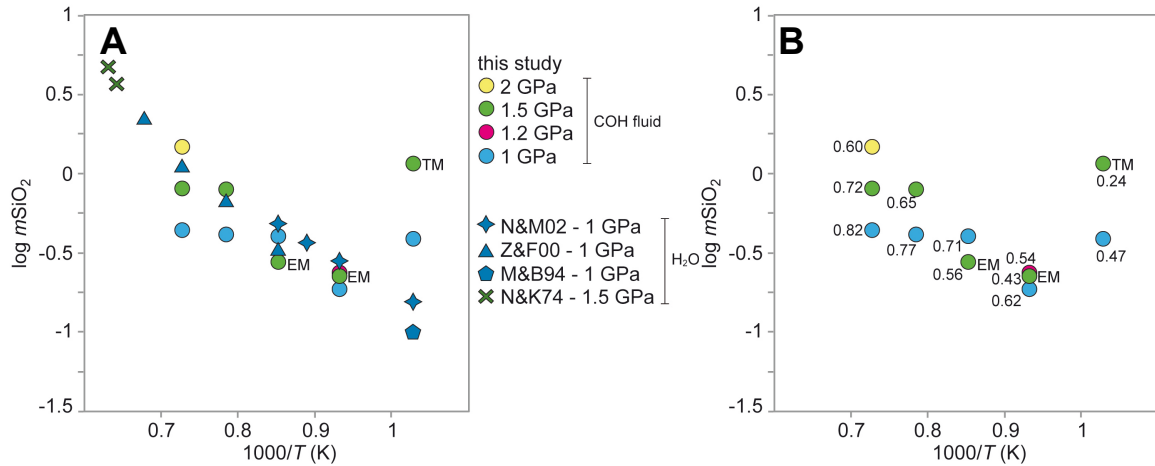 A
1
0.5
0
-0.5
-1
-1.5
log mSiO₂
0.7
0.8
0.9
1
1000/T (K)
TM
EM
EM
this study
2 GPa
1.5 GPa
1.2 GPa
1 GPa
COH fluid
N&M02 - 1 GPa
Z&F00 - 1 GPa
M&B94 - 1 GPa
N&K74 - 1.5 GPa
H₂O
B
1
0.5
0
-0.5
-1
-1.5
log mSiO₂
0.7
0.8
0.9
1
1000/T (K)
0.60
0.72
0.65
0.82
0.77
0.71
0.56
EM
0.54
0.43
EM
0.62
TM
0.24
0.47